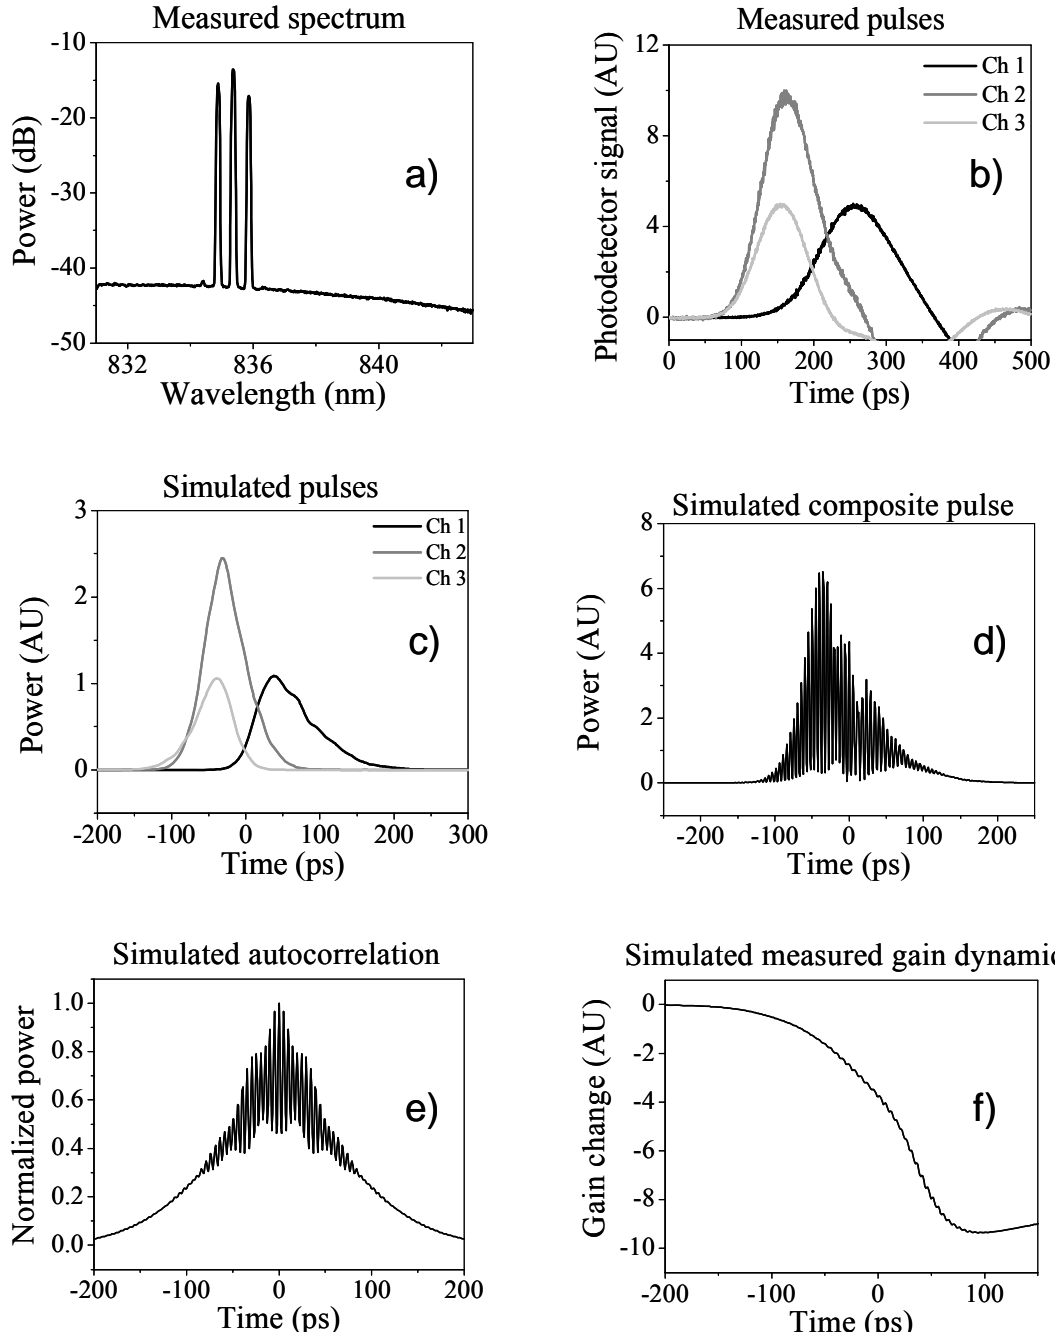 Measured spectrum
Power (dB)
-10
-20
-30
-40
-50
a)
832
836
840
Wavelength (nm)
Measured pulses
Photodetector signal (AU)
12
8
4
0
Ch 1
Ch 2
Ch 3
b)
0
100
200
300
400
500
Time (ps)
Simulated pulses
Power (AU)
3
2
1
0
Ch 1
Ch 2
Ch 3
c)
-200
-100
0
100
200
300
Time (ps)
Simulated composite pulse
Power (AU)
8
6
4
2
0
d)
-200
-100
0
100
200
Time (ps)
Simulated autocorrelation
Normalized power
1.0
0.8
0.6
0.4
0.2
0.0
e)
-200
-100
0
100
200
Time (ps)
Simulated measured gain dynamic
Gain change (AU)
0
-2
-4
-6
-8
-10
f)
-200
-100
0
100
Time (ps)